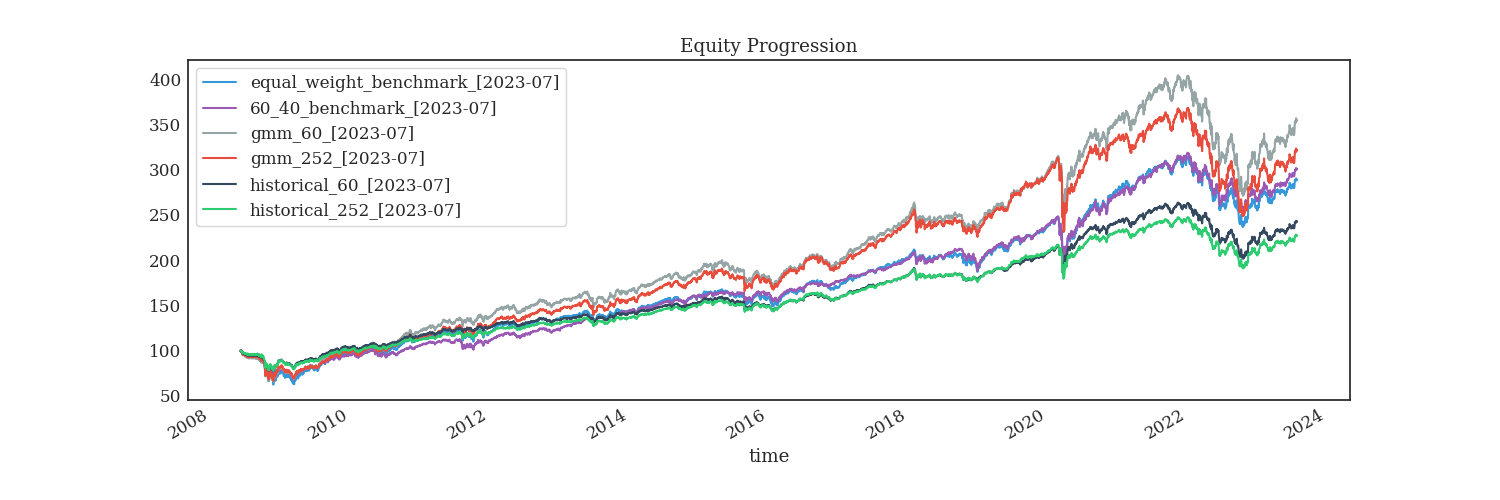 Equity Progression
equal_weight_benchmark_[2023-07]
60_40_benchmark_[2023-07]
gmm_60_[2023-07]
gmm_252_[2023-07]
historical_60_[2023-07]
historical_252_[2023-07]
400
350
300
250
200
150
100
50
2008
2010
2012
2014
2016
2018
2020
2022
2024
time